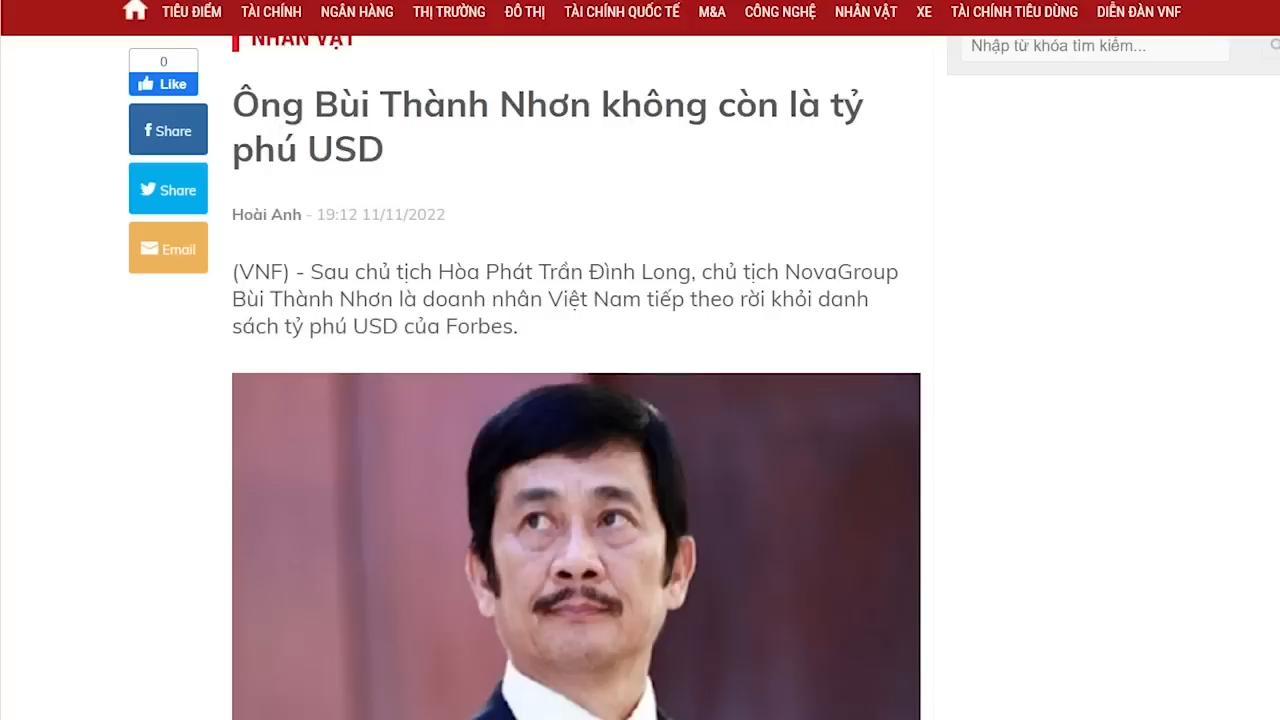 TIÊU ĐIỂM TÀI CHÍNH NGÂN HÀNG THỊ TRƯỜNG ĐÔ THỊ TÀI CHÍNH QUỐC TẾ M&A CÔNG NGHỆ NHÂN VẬT XE TÀI CHÍNH TIÊU DÙNG DIỄN ĐÀN VNF
NHÂN VẬT
Nhập từ khóa tìm kiếm...
0
Like
Share
Share
Email
Ông Bùi Thành Nhơn không còn là tỷ
phú USD
Hoài Anh - 19:12 11/11/2022
(VNF) - Sau chủ tịch Hòa Phát Trần Đình Long, chủ tịch NovaGroup
Bùi Thành Nhơn là doanh nhân Việt Nam tiếp theo rời khỏi danh
sách tỷ phú USD của Forbes.